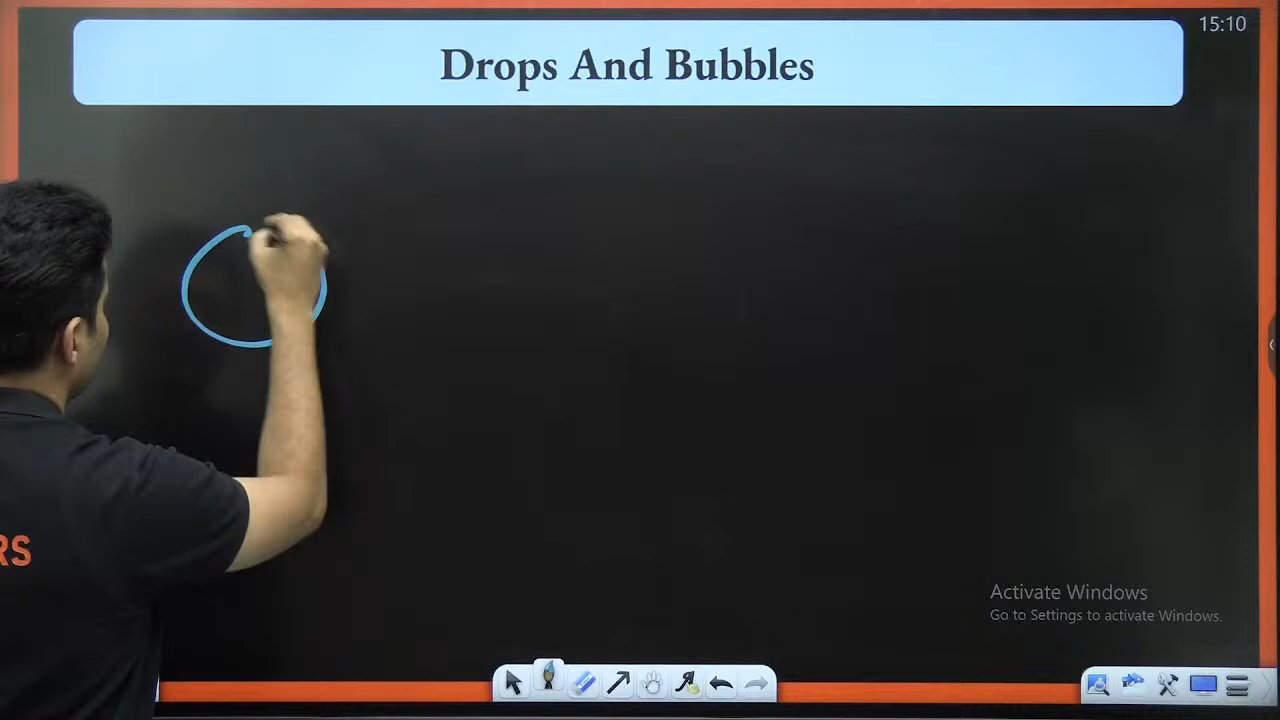 Drops And Bubbles
15:10
RS
Activate Windows
Go to Settings to activate Windows.